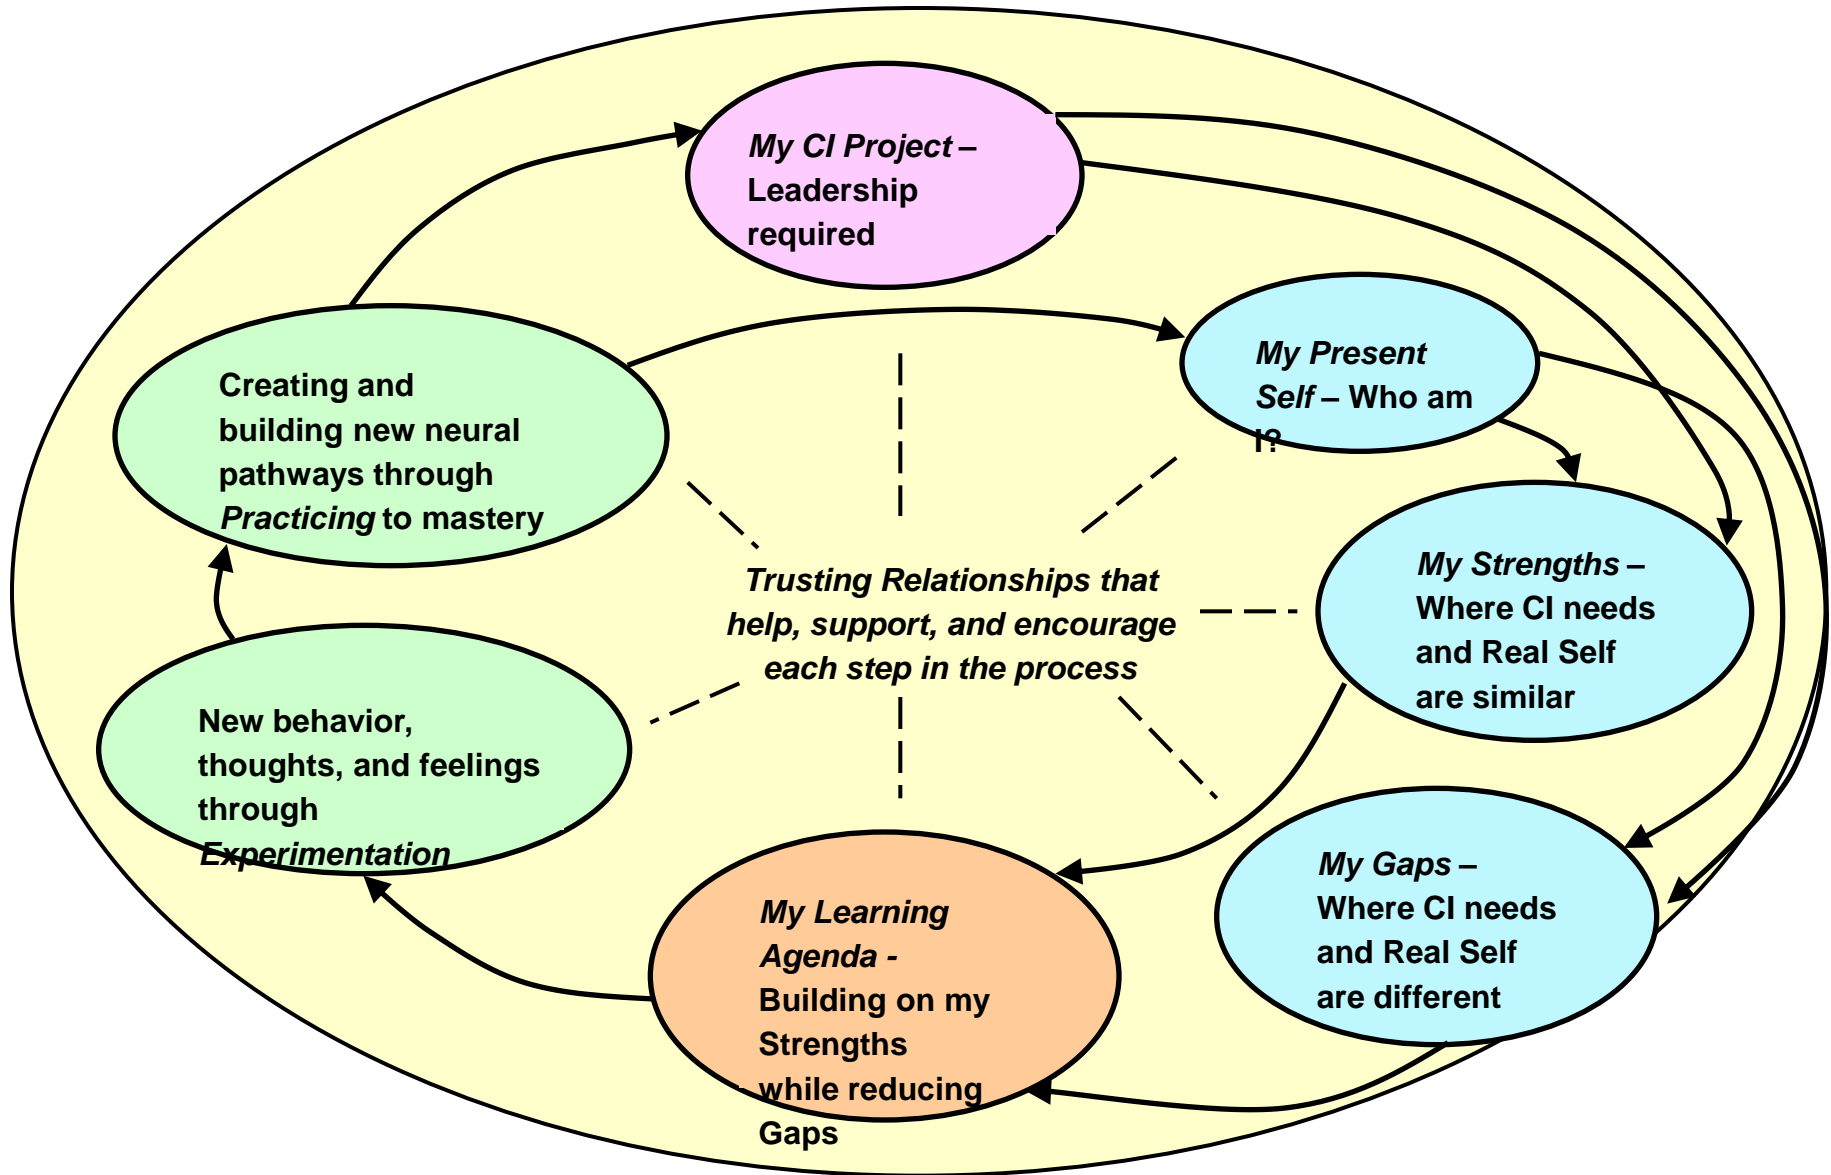 My CI Project –
Leadership
required
My Present
Self – Who am
I?
My Strengths –
Where CI needs
and Real Self
are similar
My Gaps –
Where CI needs
and Real Self
are different
My Learning
Agenda -
Building on my
Strengths
while reducing
Gaps
New behavior,
thoughts, and feelings
through
Experimentation
Creating and
building new neural
pathways through
Practicing to mastery
Trusting Relationships that
help, support, and encourage
each step in the process